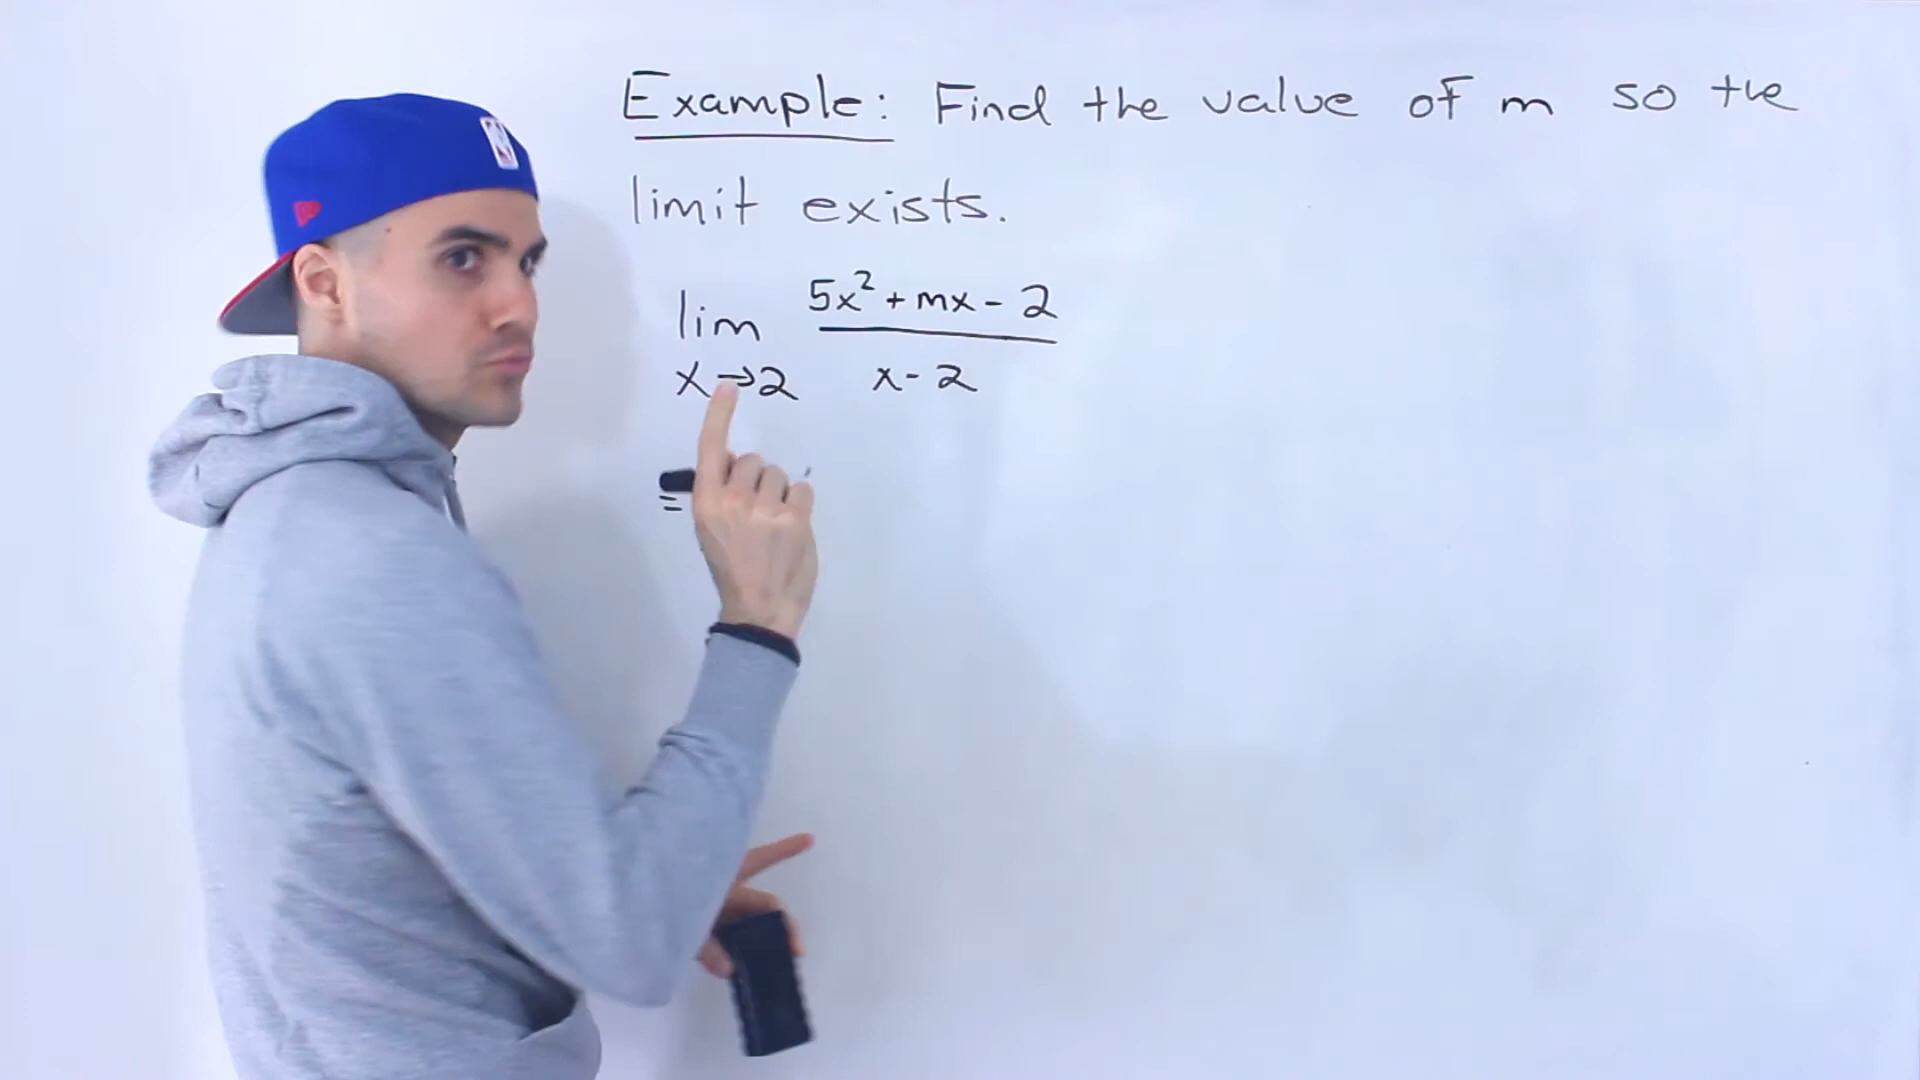 Example: Find the value of m so the
limit exists.
lim 5x² + mx - 2
x→2 x - 2
=